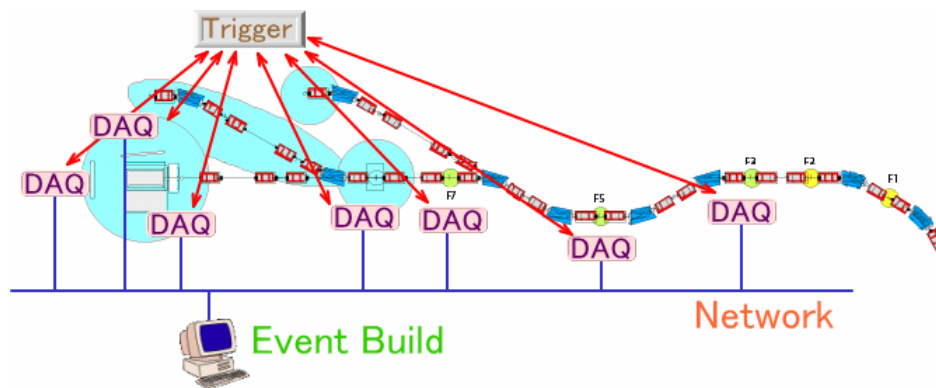 Trigger
DAQ
DAQ
DAQ
DAQ
DAQ
DAQ
DAQ
F7
F5
F3
F2
F1
Network
Event Build